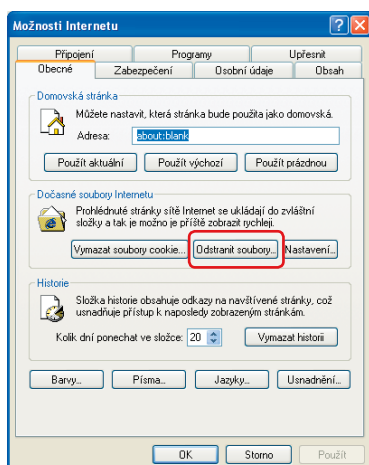 Možnosti Internetu
Připojení Programy Upřesnit
Obecné Zabezpečení Osobní údaje Obsah
Domovská stránka
Můžete nastavit, která stránka bude použita jako domovská.
Adresa: about:blank
Použít aktuální Použít výchozí Použít prázdnou
Dočasné soubory Internetu
Prohlédnuté stránky sítě Internet se ukládají do zvláštní
složky a tak je možno je příště zobrazit rychleji.
Vymazat soubory cookie... Odstranit soubory... Nastavení...
Historie
Složka historie obsahuje odkazy na navštívené stránky, což
usnadňuje přístup k naposledy zobrazeným stránkám.
Kolik dní ponechat ve složce: 20 Vymazat historii
Barvy... Písma... Jazyky... Usnadnění...
OK Storno Použít